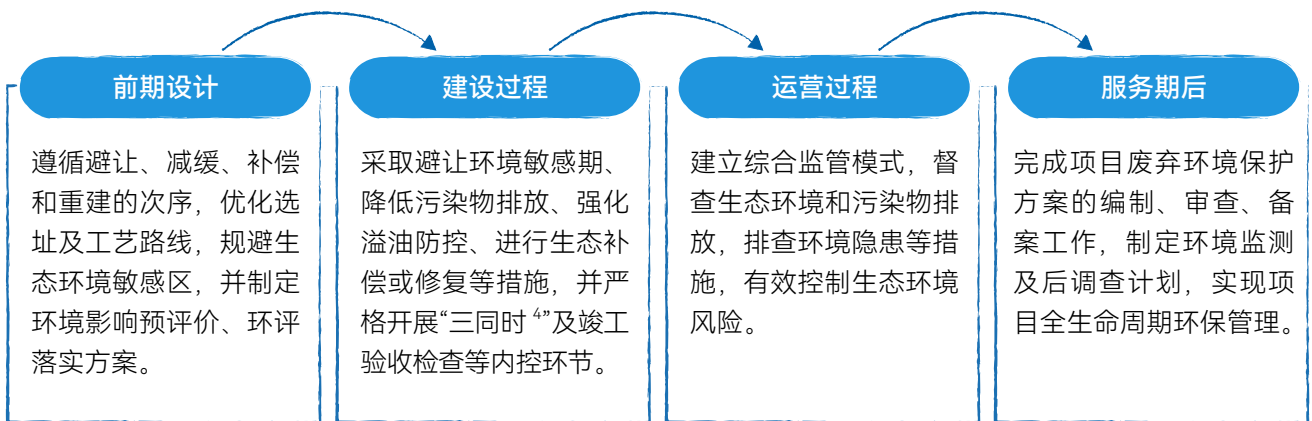 前期设计
遵循避让、减缓、补偿
和重建的次序，优化选
址及工艺路线，规避生
态环境敏感区，并制定
环境影响预评价、环评
落实方案。
建设过程
采取避让环境敏感期、
降低污染物排放、强化
溢油防控、进行生态补
偿或修复等措施，并严
格开展“三同时 4”及竣工
验收检查等内控环节。
运营过程
建立综合监管模式，督
查生态环境和污染物排
放，排查环境隐患等措
施，有效控制生态环境
风险。
服务期后
完成项目废弃环境保护
方案的编制、审查、备
案工作，制定环境监测
及后调查计划，实现项
目全生命周期环保管理。